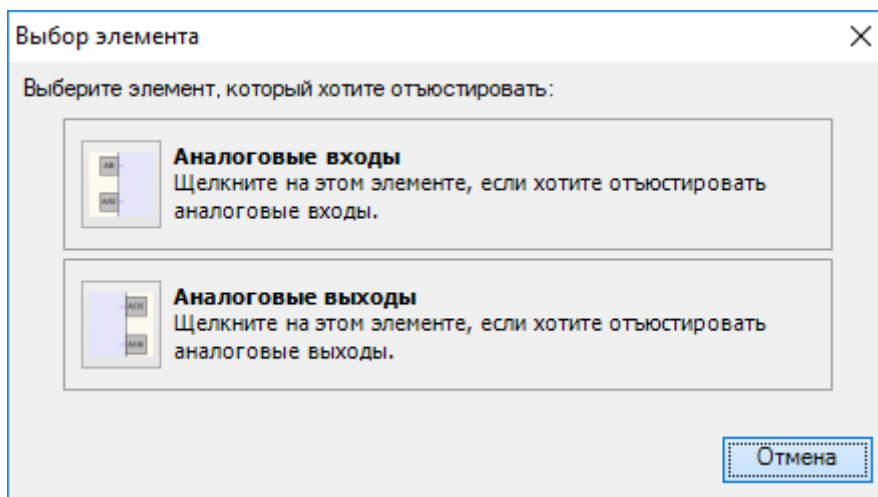 Выбор элемента
Выберите элемент, который хотите отъюстировать:
Аналоговые входы
Щелкните на этом элементе, если хотите отъюстировать
аналоговые входы.
Аналоговые выходы
Щелкните на этом элементе, если хотите отъюстировать
аналоговые выходы.
Отмена